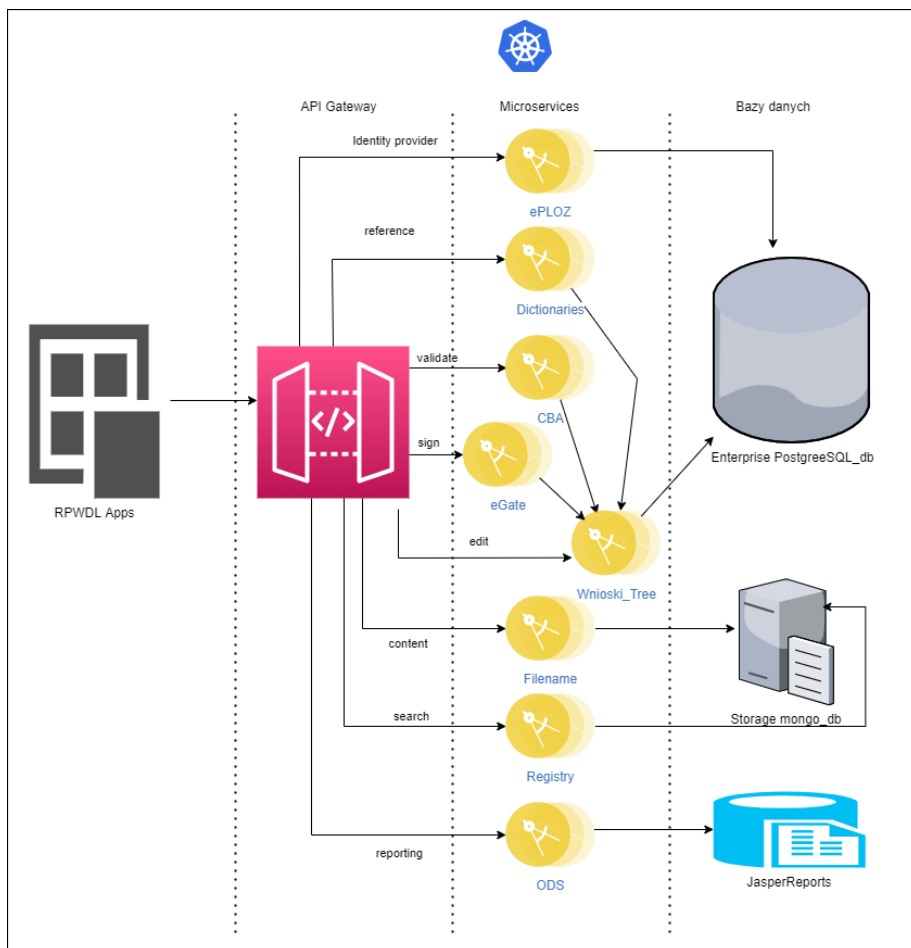 API Gateway
Microservices
Bazy danych
Identity provider
ePLOZ
reference
Dictionaries
validate
CBA
sign
eGate
Enterprise PostgreeSQL_db
RPWDL Apps
edit
Wnioski_Tree
content
Filename
search
Storage mongo_db
Registry
reporting
ODS
JasperReports